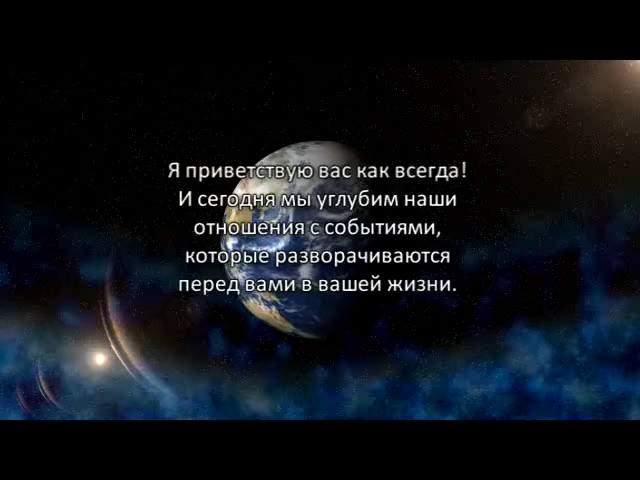 Я приветствую вас как всегда!
И сегодня мы углубим наши
отношения с событиями,
которые разворачиваются
перед вами в вашей жизни.